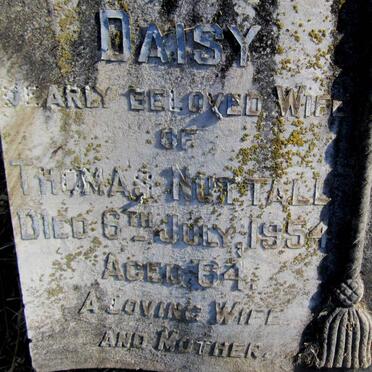 DAISY
DEARLY BELOVED WIFE
OF
THOMAS NUTTALL
DIED 6TH JULY, 1954
AGED 64.
A LOVING WIFE
AND MOTHER.